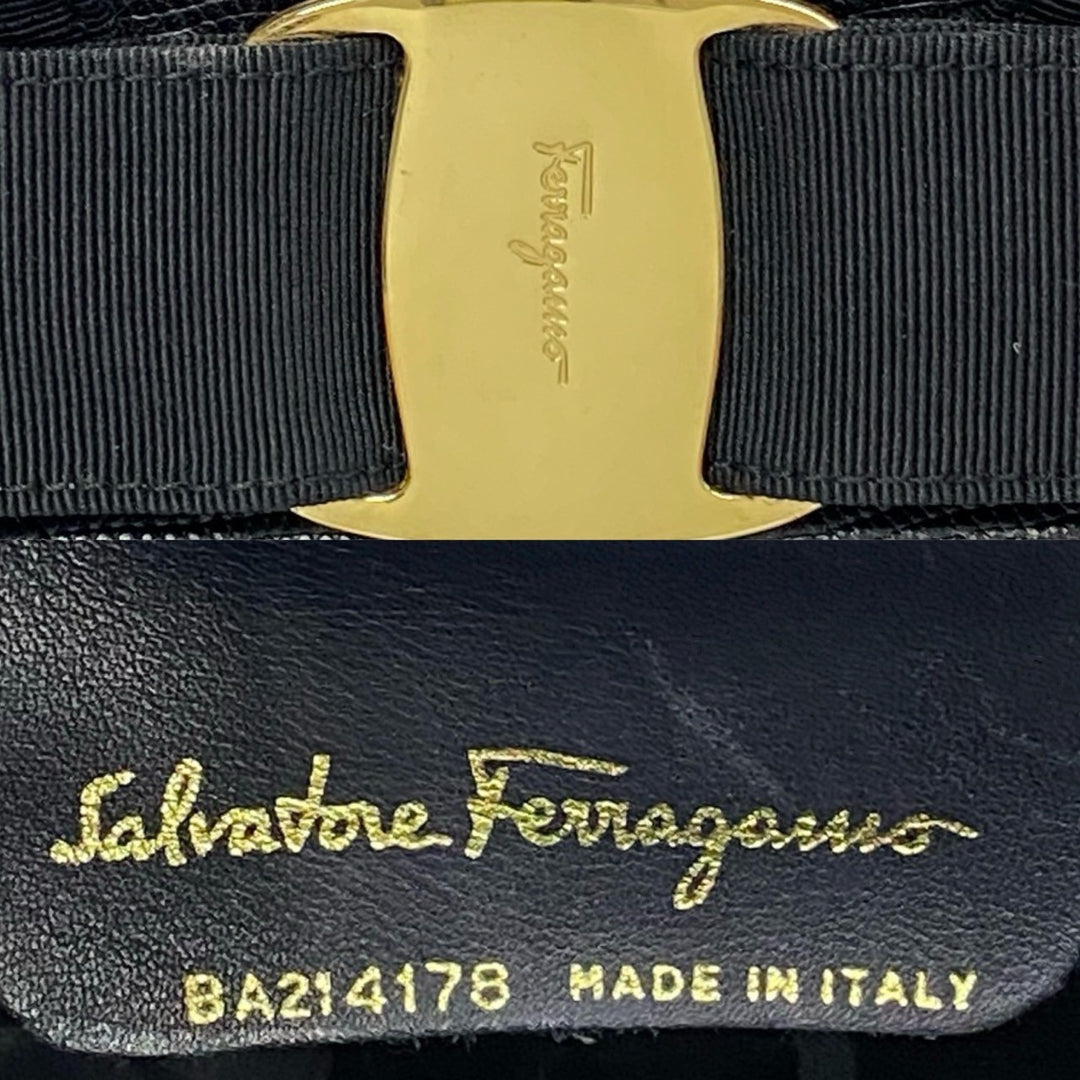 Ferragamo
Salvatore Ferragamo
BA214178 MADE IN ITALY